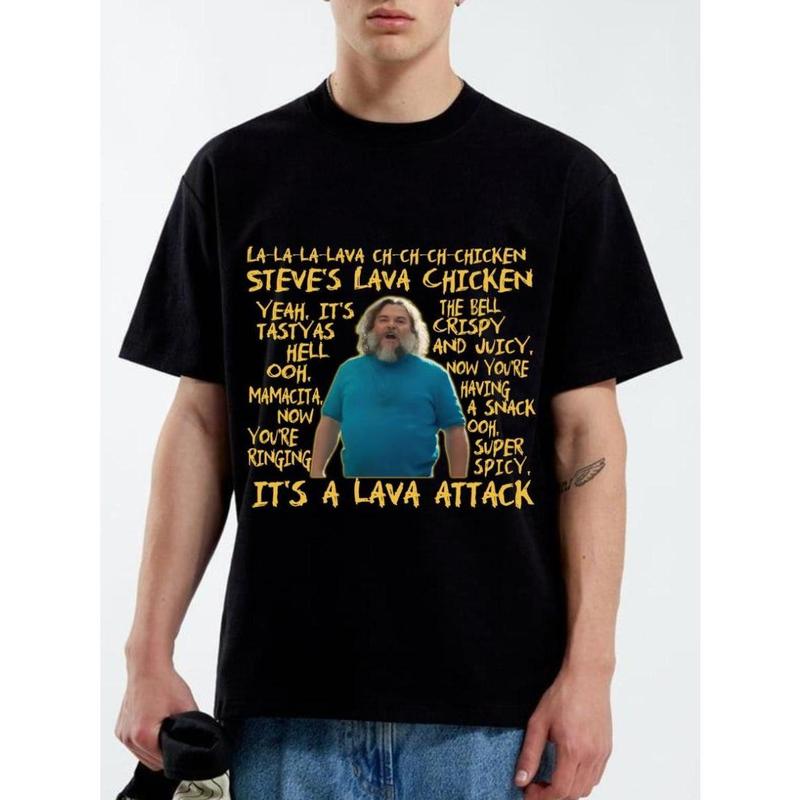 LA-LA-LA-LAVA CH-CH-CH-CHICKEN
STEVE'S LAVA CHICKEN
YEAH, IT'S
TASTYAS
HELL
OOH,
MAMACITA,
NOW
YOU'RE
RINGING
THE BELL
CRISPY
AND JUICY,
NOW YOU'RE
HAVING
A SNACK
OOH,
SUPER
SPICY,
IT'S A LAVA ATTACK